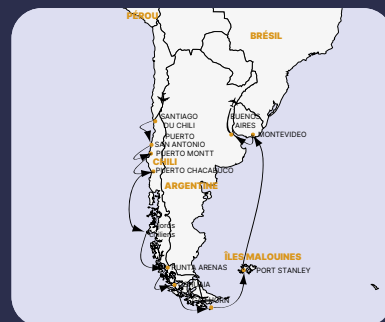 PÉROU
BRÉSIL
SANTIAGO
DU CHILI
BUENOS
AIRES
MONTEVIDEO
PUERTO
SAN ANTONIO
PUERTO MONTT
CHILI
PUERTO CHACABUCO
ARGENTINE
chiliens
ÎLES MALOUINES
PUNTA ARENAS
PORT STANLEY